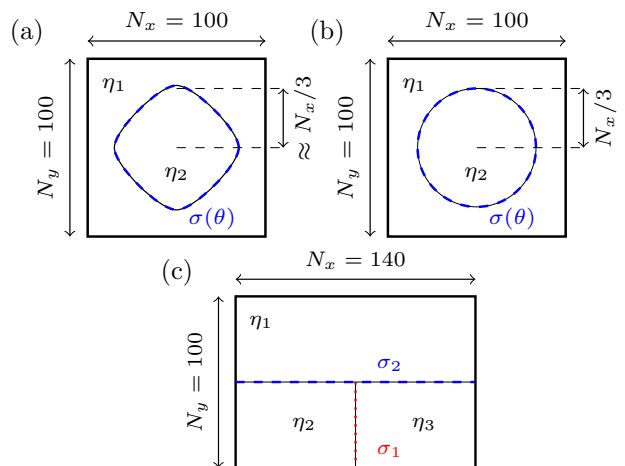 (a)
N_x = 100
N_y = 100
η_1
η_2
≈ N_x/3
σ(θ)
(b)
N_x = 100
N_y = 100
η_1
η_2
N_x/3
σ(θ)
(c)
N_x = 140
N_y = 100
η_1
σ_2
η_2
η_3
σ_1